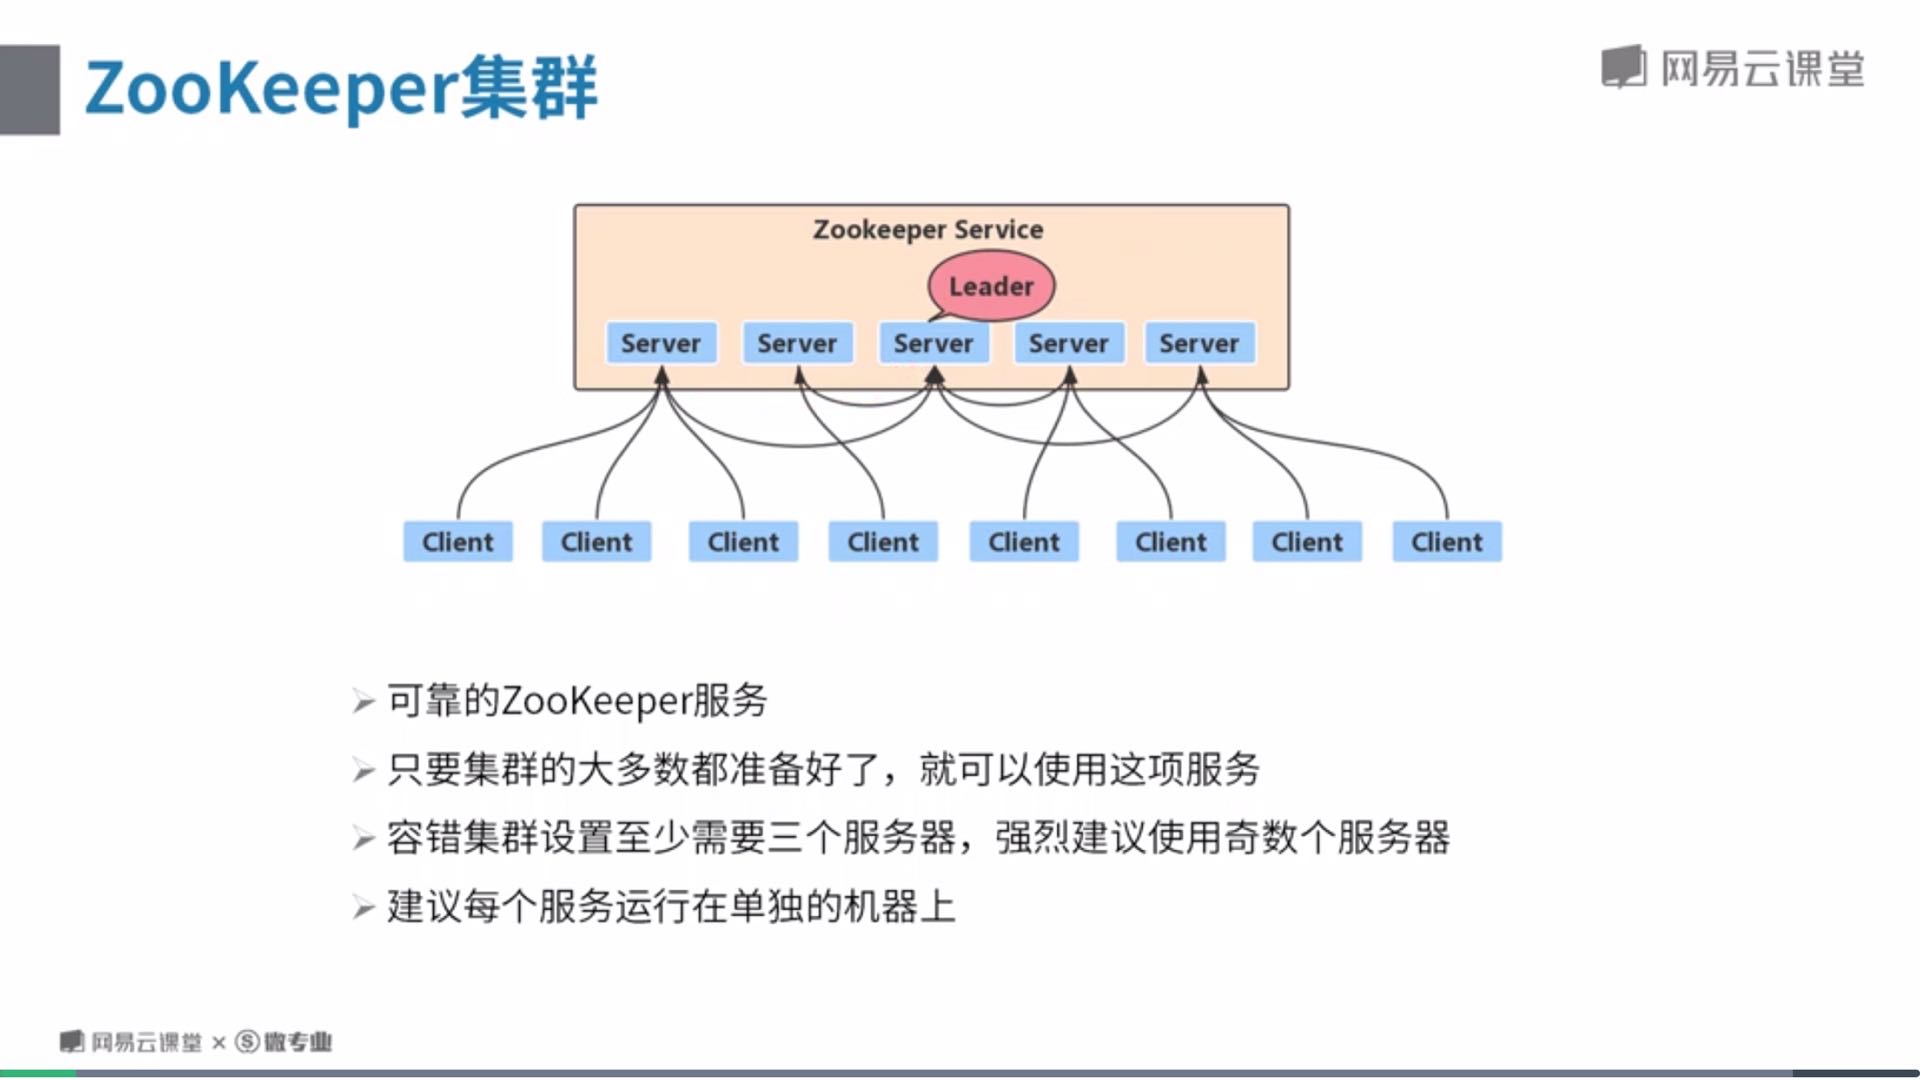 ZooKeeper集群
网易云课堂
Zookeeper Service
Leader
Server Server Server Server Server
Client Client Client Client Client Client Client Client
可靠的ZooKeeper服务
只要集群的大多数都准备好了，就可以使用这项服务
容错集群设置至少需要三个服务器，强烈建议使用奇数个服务器
建议每个服务运行在单独的机器上
网易云课堂 × Ⓢ微专业